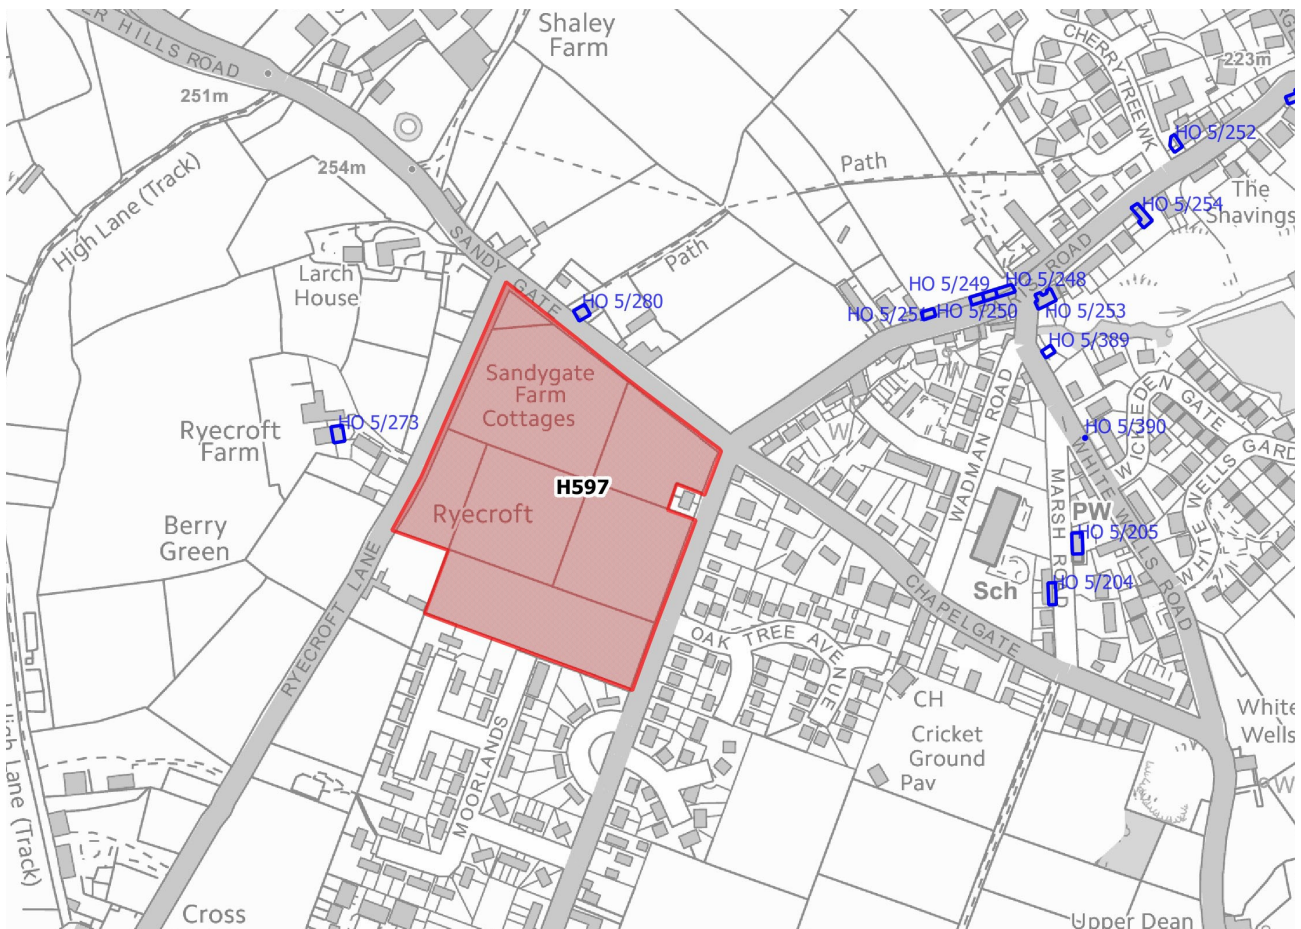 Shaley
Farm
ER HILLS ROAD
251m
254m
CHERRY TREE WK
223m
HO 5/252
The
Shavings
HO 5/254
Path
High Lane (Track)
SANDY GATE
Path
Larch
House
HO 5/280
HO 5/249
HO 5/248
HO 5/250
HO 5/253
HO 5/389
ROAD
Sandygate
Farm
Cottages
HO 5/273
Ryecroft
Farm
W
WADMAN ROAD
HO 5/390
WICKLEDEN GATE
WHITE WELLS GARD
H597
Ryecroft
Berry
Green
MARSH ROAD
PW
HO 5/205
WHITE WELLS ROAD
Sch
HO 5/204
RYECROFT LANE
CHAPELGATE
OAK TREE AVENUE
CH
Cricket
Ground
Pav
White
Wells
W
MOORLANDS
High Lane (Track)
Cross
Upper Dean